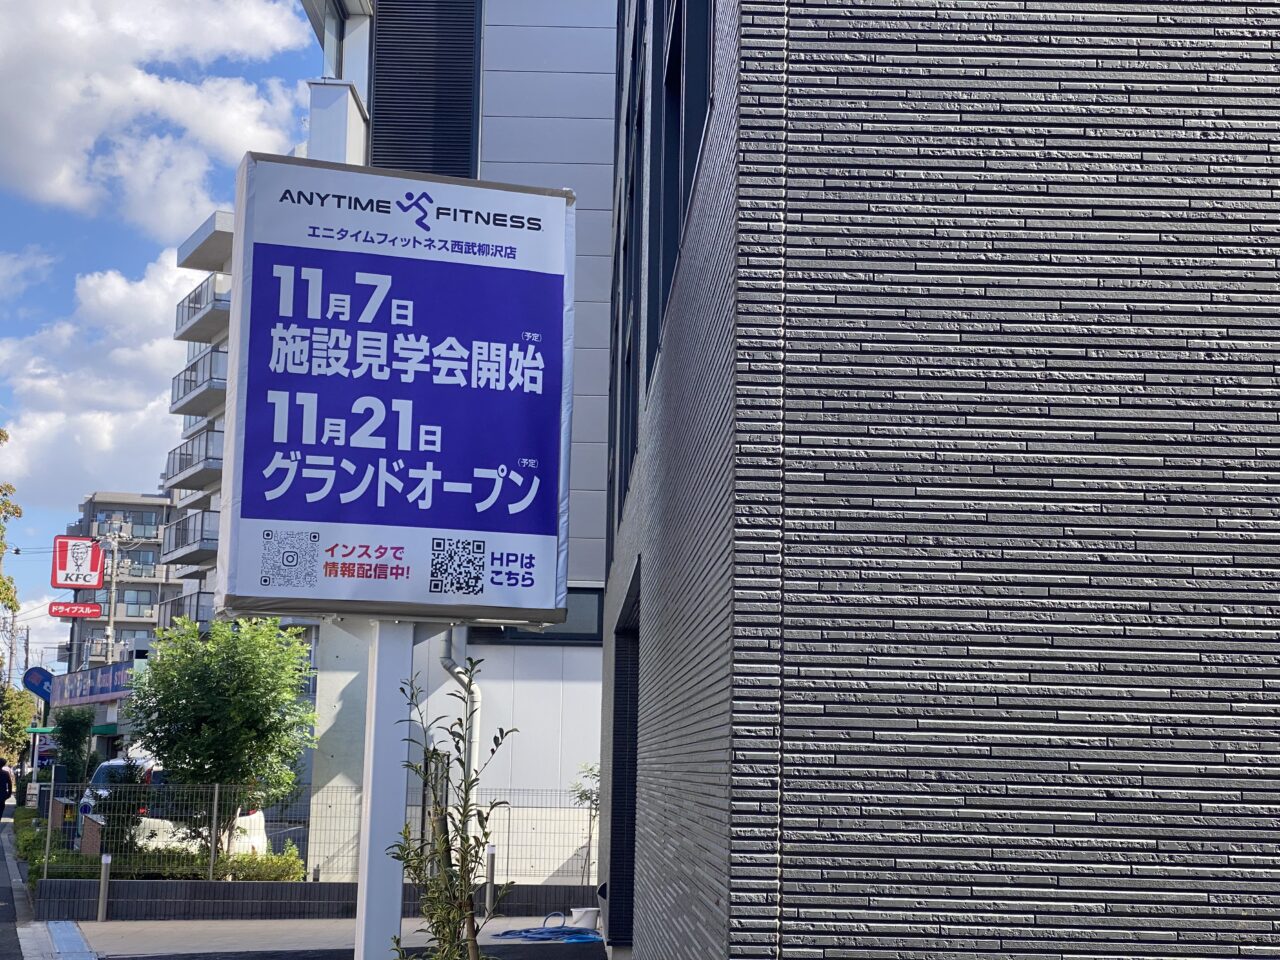 ANYTIME FITNESS
エニタイムフィットネス西武柳沢店
11月7日
施設見学会開始
(予定)
11月21日
グランドオープン
(予定)
インスタで
情報配信中!
HPは
こちら
KFC
ドライブスルー